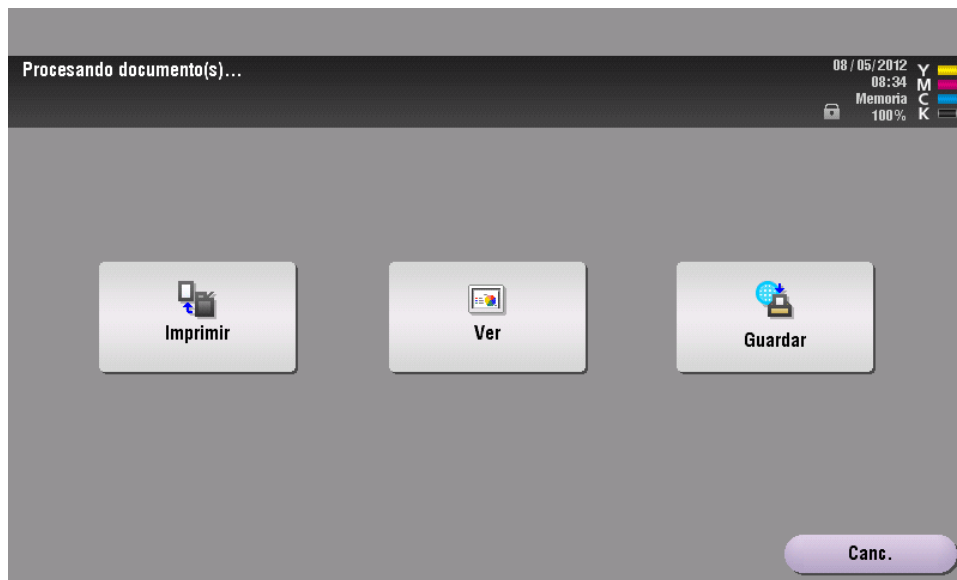 Procesando documento(s)...
08/05/2012
08:34
Memoria
100%
Y
M
C
K
Imprimir
Ver
Guardar
Canc.